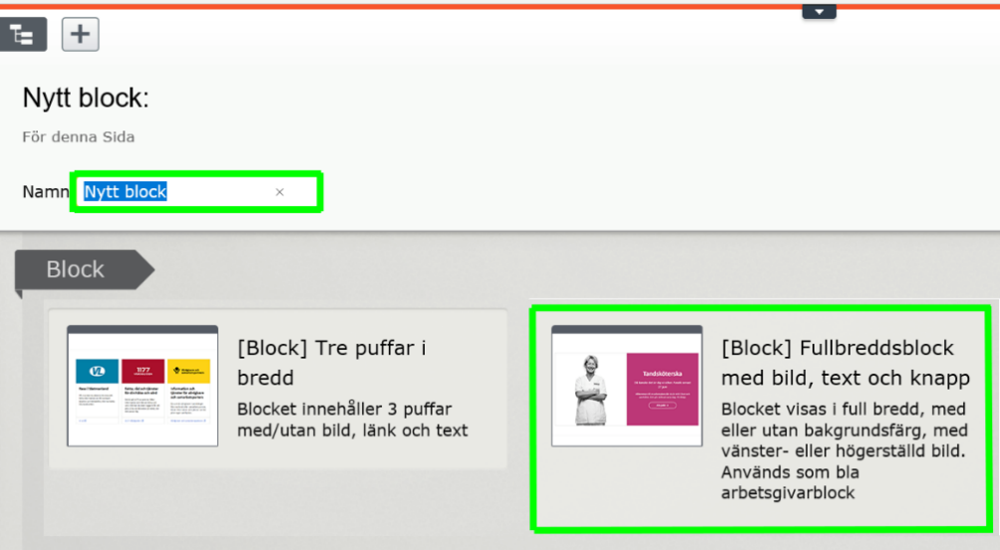 Nytt block:
För denna Sida
Namn Nytt block ×
Block
[Block] Tre puffar i
bredd
Blocket innehåller 3 puffar
med/utan bild, länk och text
VL
1177
Tandsköterska
[Block] Fullbreddsblock
med bild, text och knapp
Blocket visas i full bredd, med
eller utan bakgrundsfärg, med
vänster- eller högerställd bild.
Används som bla
arbetsgivarblock